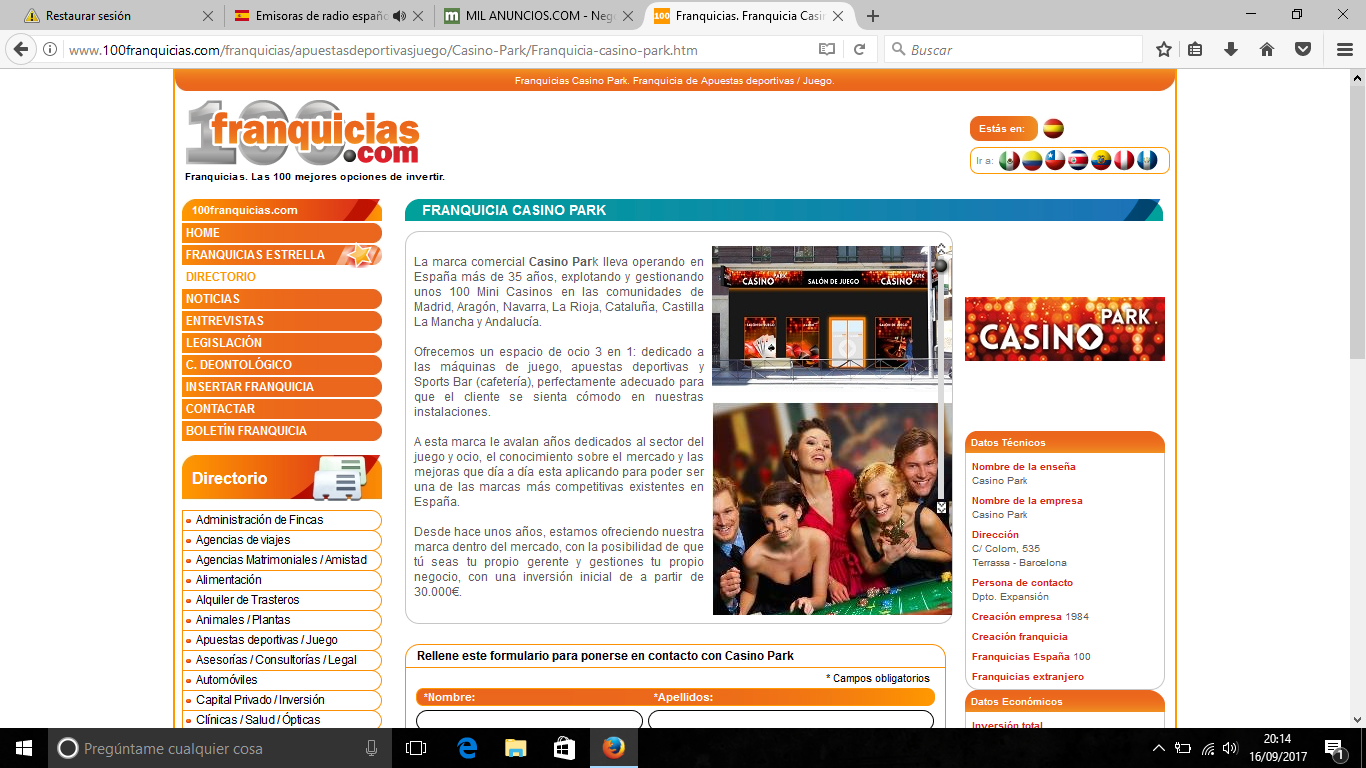 Restaurar sesión
Emisoras de radio españo
MIL ANUNCIOS.COM - Neg
Franquicias. Franquicia Casin
www.100franquicias.com/franquicias/apuestasdeportivasjuego/Casino-Park/Franquicia-casino-park.htm
Buscar
Franquicias Casino Park. Franquicia de Apuestas deportivas / Juego.
100franquicias.com
Franquicias. Las 100 mejores opciones de invertir.
Estás en:
Ir a:
100franquicias.com
HOME
FRANQUICIAS ESTRELLA
DIRECTORIO
NOTICIAS
ENTREVISTAS
LEGISLACIÓN
C. DEONTOLÓGICO
INSERTAR FRANQUICIA
CONTACTAR
BOLETÍN FRANQUICIA
Directorio
Administración de Fincas
Agencias de viajes
Agencias Matrimoniales / Amistad
Alimentación
Alquiler de Trasteros
Animales / Plantas
Apuestas deportivas / Juego
Asesorías / Consultorías / Legal
Automóviles
Capital Privado / Inversión
Clínicas / Salud / Ópticas
FRANQUICIA CASINO PARK
La marca comercial Casino Park lleva operando en
España más de 35 años, explotando y gestionando
unos 100 Mini Casinos en las comunidades de
Madrid, Aragón, Navarra, La Rioja, Cataluña, Castilla
La Mancha y Andalucía.
Ofrecemos un espacio de ocio 3 en 1: dedicado a
las máquinas de juego, apuestas deportivas y
Sports Bar (cafetería), perfectamente adecuado para
que el cliente se sienta cómodo en nuestras
instalaciones.
A esta marca le avalan años dedicados al sector del
juego y ocio, el conocimiento sobre el mercado y las
mejoras que día a día esta aplicando para poder ser
una de las marcas más competitivas existentes en
España.
Desde hace unos años, estamos ofreciendo nuestra
marca dentro del mercado, con la posibilidad de que
tú seas tu propio gerente y gestiones tu propio
negocio, con una inversión inicial de a partir de
30.000€.
CASINO PARK SALÓN DE JUEGO CASINO PARK
SALÓN DE JUEGO
SALÓN DE JUEGO
CASINO PARK
Datos Técnicos
Nombre de la enseña
Casino Park
Nombre de la empresa
Casino Park
Dirección
C/ Colom, 535
Terrassa - Barcelona
Persona de contacto
Dpto. Expansión
Creación empresa 1984
Creación franquicia
Franquicias España 100
Franquicias extranjero
Datos Económicos
Inversión total
Rellene este formulario para ponerse en contacto con Casino Park
* Campos obligatorios
*Nombre: *Apellidos:
Pregúntame cualquier cosa
20:14
16/09/2017
1